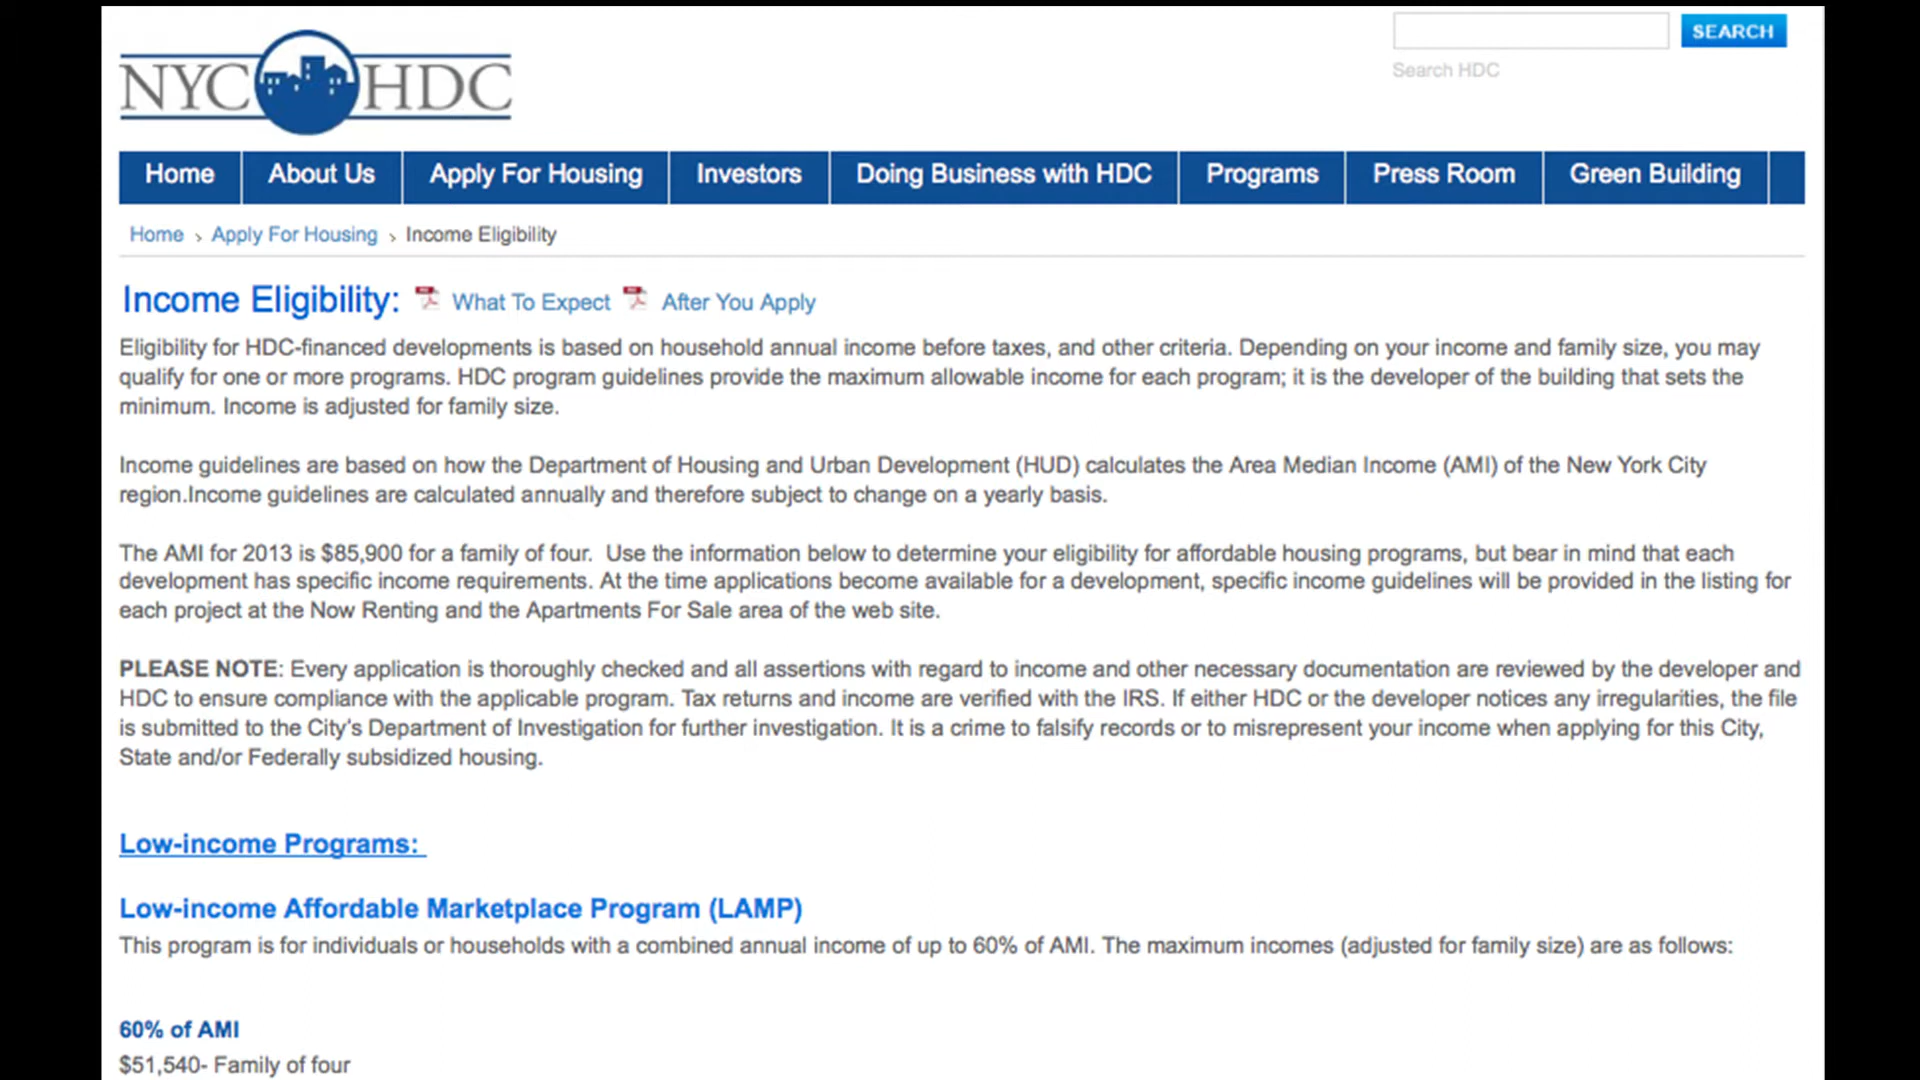 SEARCH
Search HDC
NYC HDC
Home About Us Apply For Housing Investors Doing Business with HDC Programs Press Room Green Building
Home › Apply For Housing › Income Eligibility
Income Eligibility: What To Expect After You Apply
Eligibility for HDC-financed developments is based on household annual income before taxes, and other criteria. Depending on your income and family size, you may
qualify for one or more programs. HDC program guidelines provide the maximum allowable income for each program; it is the developer of the building that sets the
minimum. Income is adjusted for family size.
Income guidelines are based on how the Department of Housing and Urban Development (HUD) calculates the Area Median Income (AMI) of the New York City
region.Income guidelines are calculated annually and therefore subject to change on a yearly basis.
The AMI for 2013 is $85,900 for a family of four.  Use the information below to determine your eligibility for affordable housing programs, but bear in mind that each
development has specific income requirements. At the time applications become available for a development, specific income guidelines will be provided in the listing for
each project at the Now Renting and the Apartments For Sale area of the web site.
PLEASE NOTE: Every application is thoroughly checked and all assertions with regard to income and other necessary documentation are reviewed by the developer and
HDC to ensure compliance with the applicable program. Tax returns and income are verified with the IRS. If either HDC or the developer notices any irregularities, the file
is submitted to the City's Department of Investigation for further investigation. It is a crime to falsify records or to misrepresent your income when applying for this City,
State and/or Federally subsidized housing.
Low-income Programs:
Low-income Affordable Marketplace Program (LAMP)
This program is for individuals or households with a combined annual income of up to 60% of AMI. The maximum incomes (adjusted for family size) are as follows:
60% of AMI
$51,540- Family of four